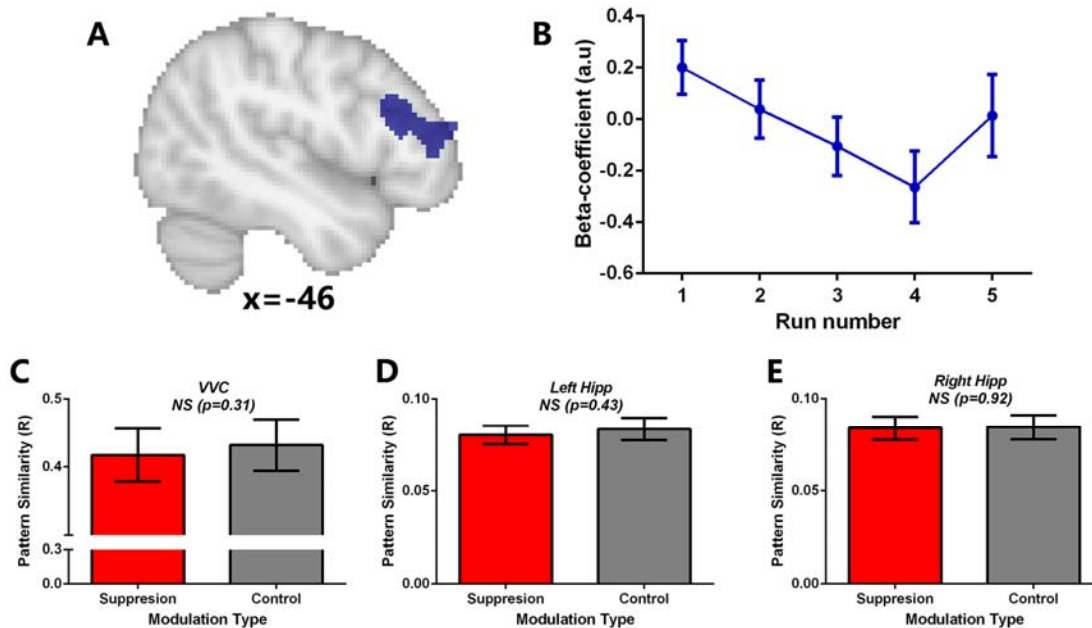 A
x=-46
B
Beta-coefficient (a.u)
0.4
0.2
0.0
-0.2
-0.4
-0.6
1 2 3 4 5
Run number
C
VVC
NS (p=0.31)
Pattern Similarity (R)
0.5
0.4
0.3
0.0
Suppresion Control
Modulation Type
D
Left Hipp
NS (p=0.43)
Pattern Similarity (R)
0.10
0.05
0.00
Suppresion Control
Modulation Type
E
Right Hipp
NS (p=0.92)
Pattern Similarity (R)
0.10
0.05
0.00
Suppresion Control
Modulation Type